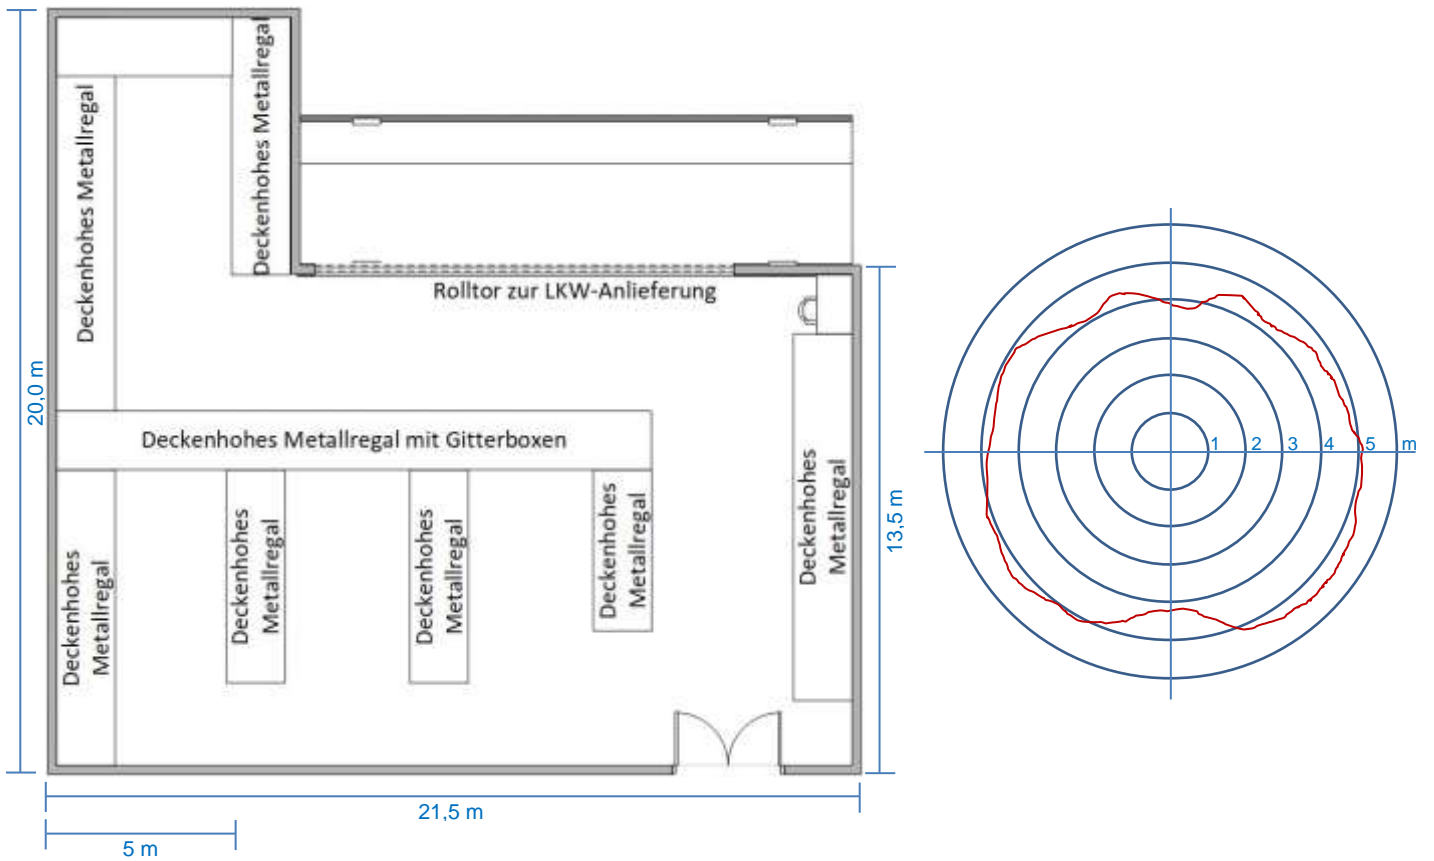 Deckenhohes Metallregal
Deckenhohes Metallregal
Rolltor zur LKW-Anlieferung
20,0 m
Deckenhohes Metallregal mit Gitterboxen
Deckenhohes
Metallregal
Deckenhohes
Metallregal
Deckenhohes
Metallregal
Deckenhohes
Metallregal
Deckenhohes
Metallregal
13,5 m
21,5 m
5 m
1 2 3 4 5 m